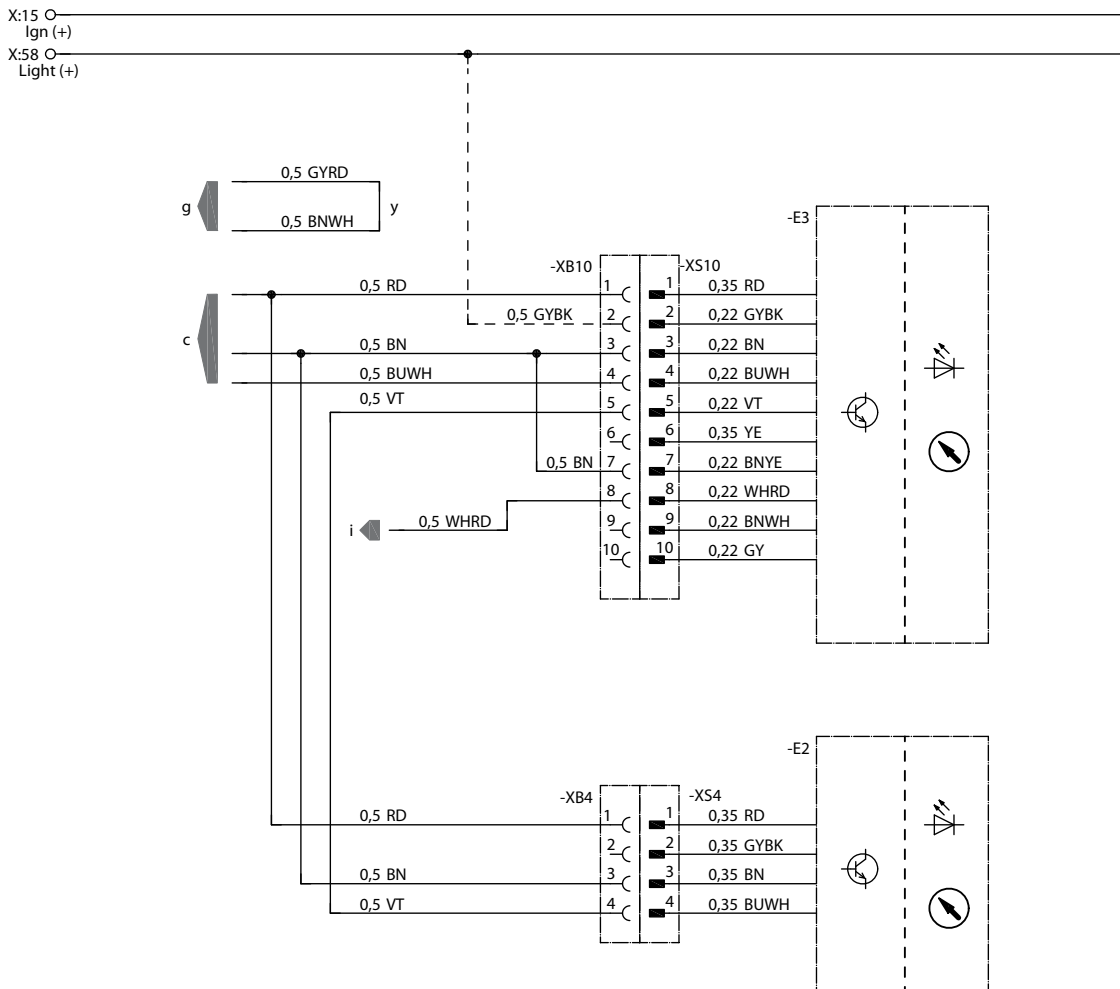 X:15
Ign (+)
X:58
Light (+)
0,5 GYRD
g
y
0,5 BNWH
-E3
-XB10
-XS10
0,5 RD
1
1
0,35 RD
0,5 GYBK
2
2
0,22 GYBK
c
0,5 BN
3
3
0,22 BN
0,5 BUWH
4
4
0,22 BUWH
0,5 VT
5
5
0,22 VT
6
6
0,35 YE
0,5 BN
7
7
0,22 BNYE
8
8
0,22 WHRD
i
0,5 WHRD
9
9
0,22 BNWH
10
10
0,22 GY
-E2
-XB4
-XS4
0,5 RD
1
1
0,35 RD
2
2
0,35 GYBK
0,5 BN
3
3
0,35 BN
0,5 VT
4
4
0,35 BUWH